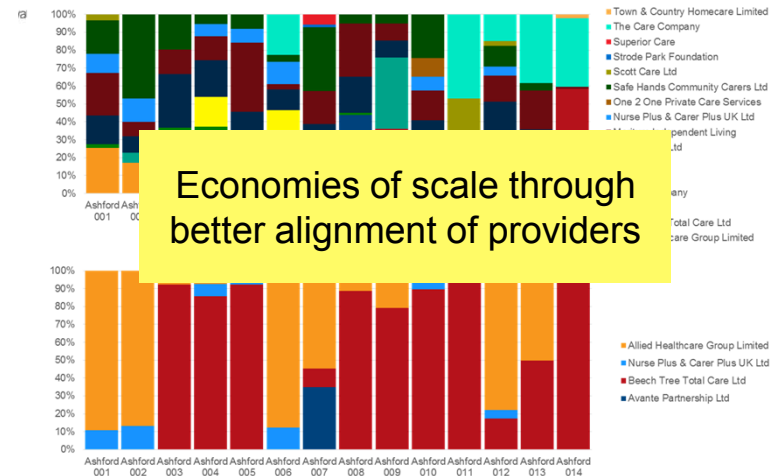 100%
90%
80%
70%
60%
50%
40%
30%
20%
10%
0%
Ashford
001
Town & Country Homecare Limited
The Care Company
Superior Care
Strode Park Foundation
Scott Care Ltd
Safe Hands Community Carers Ltd
One 2 One Private Care Services
Nurse Plus & Carer Plus UK Ltd
Living
Total Care Ltd
Group Limited
Economies of scale through
better alignment of providers
100%
90%
80%
70%
60%
50%
40%
30%
20%
10%
0%
Ashford Ashford Ashford Ashford Ashford Ashford Ashford Ashford Ashford Ashford Ashford Ashford Ashford Ashford
001 002 003 004 005 006 007 008 009 010 011 012 013 014
Allied Healthcare Group Limited
Nurse Plus & Carer Plus UK Ltd
Beech Tree Total Care Ltd
Avante Partnership Ltd